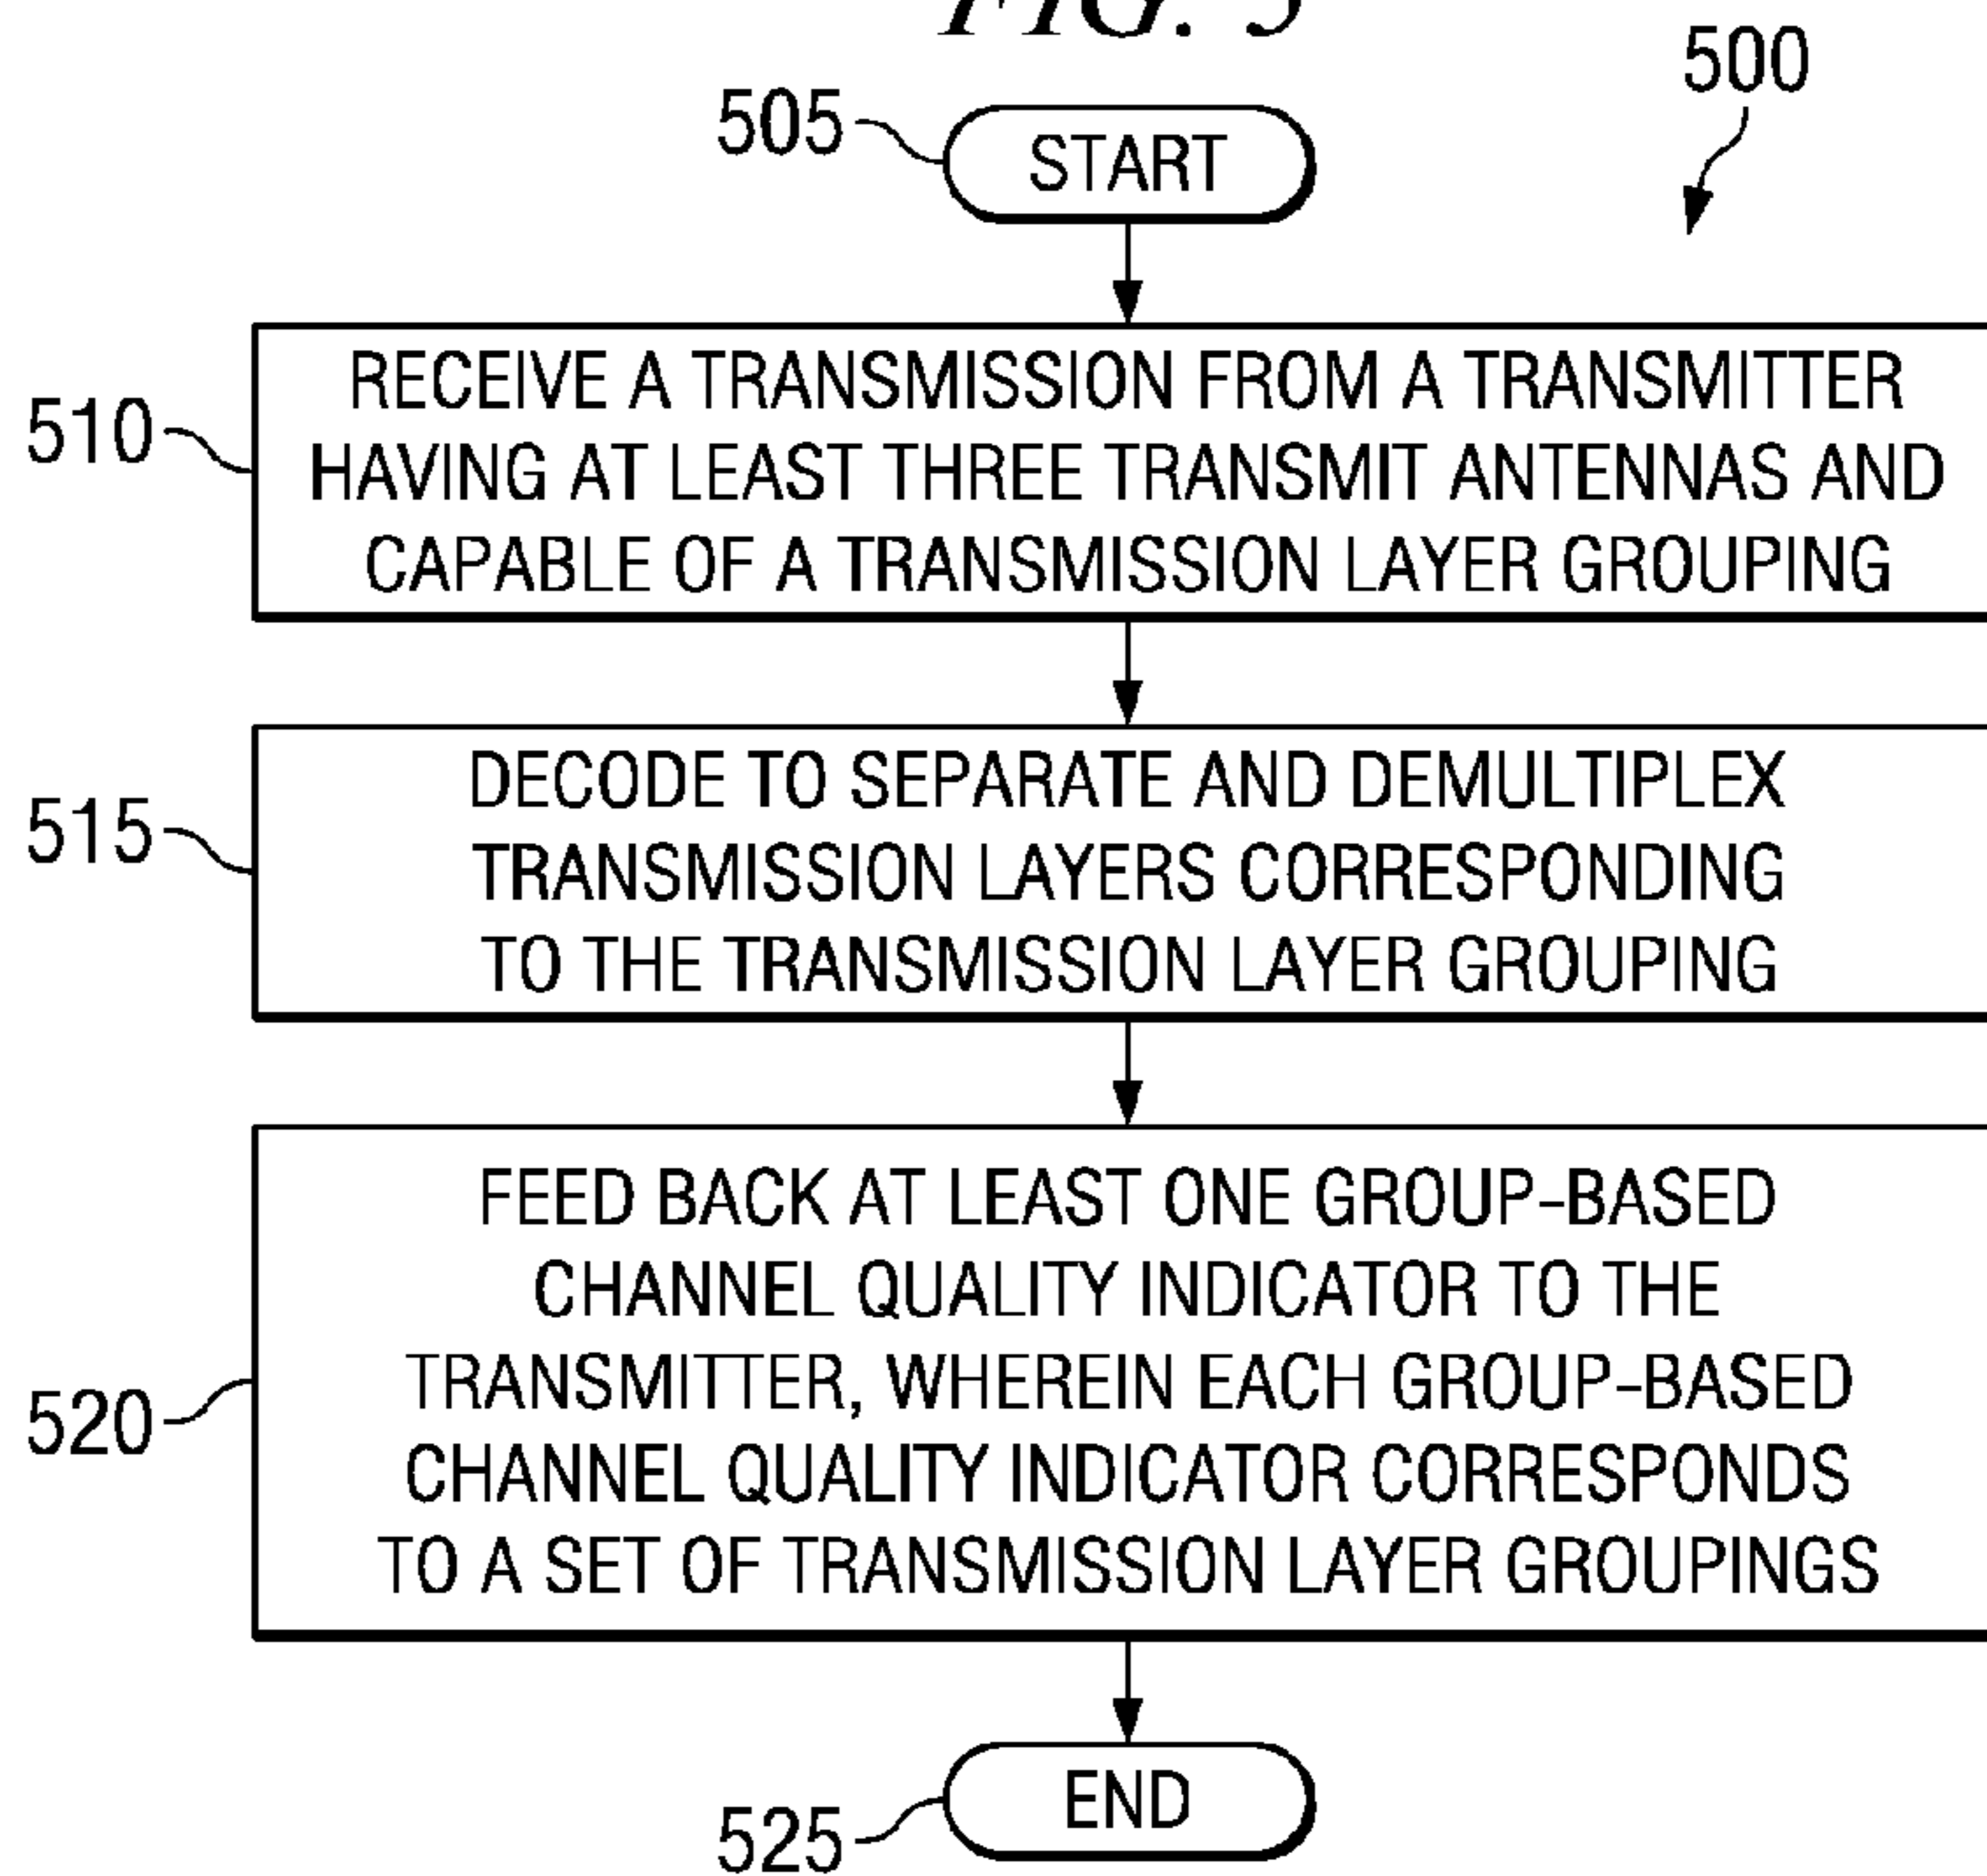 FIG. 5
500
505
START
510
RECEIVE A TRANSMISSION FROM A TRANSMITTER
HAVING AT LEAST THREE TRANSMIT ANTENNAS AND
CAPABLE OF A TRANSMISSION LAYER GROUPING
515
DECODE TO SEPARATE AND DEMULTIPLEX
TRANSMISSION LAYERS CORRESPONDING
TO THE TRANSMISSION LAYER GROUPING
520
FEED BACK AT LEAST ONE GROUP-BASED
CHANNEL QUALITY INDICATOR TO THE
TRANSMITTER, WHEREIN EACH GROUP-BASED
CHANNEL QUALITY INDICATOR CORRESPONDS
TO A SET OF TRANSMISSION LAYER GROUPINGS
525
END